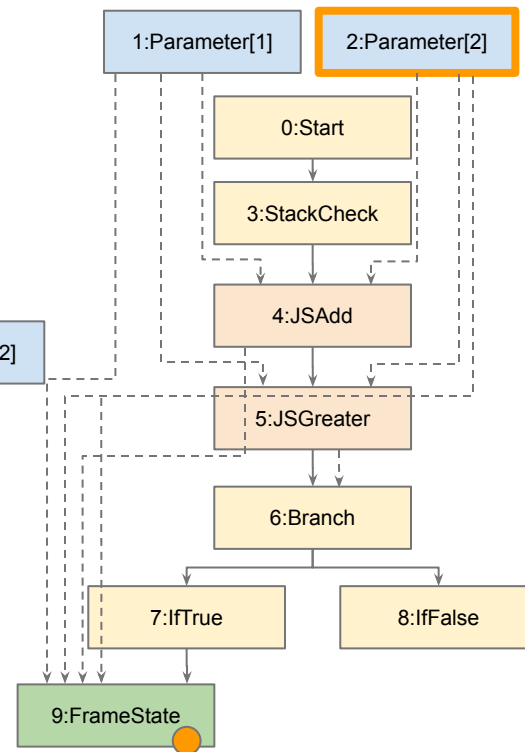 1:Parameter[1]
2:Parameter[2]
0:Start
3:StackCheck
4:JSAdd
2]
5:JSGreater
6:Branch
7:IfTrue
8:IfFalse
9:FrameState